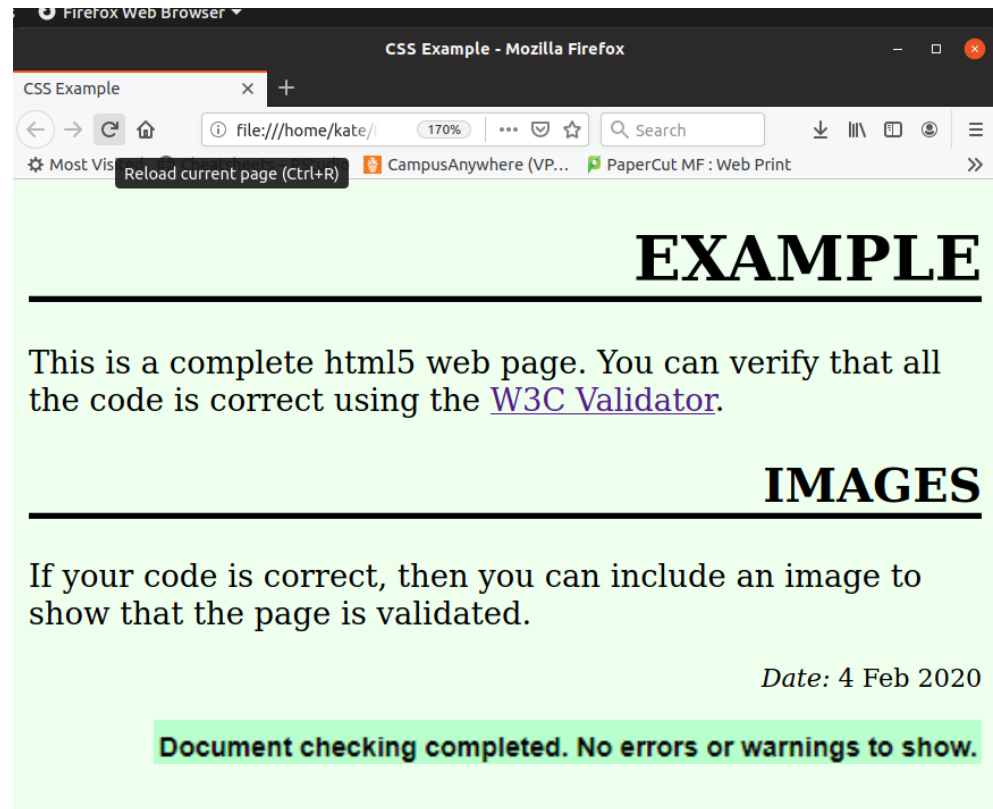 Firefox Web Browser
CSS Example - Mozilla Firefox
CSS Example
file:///home/kate/ 170% Search
Most Vis CampusAnywhere (VP... PaperCut MF : Web Print
Reload current page (Ctrl+R)
EXAMPLE
This is a complete html5 web page. You can verify that all
the code is correct using the W3C Validator.
IMAGES
If your code is correct, then you can include an image to
show that the page is validated.
Date: 4 Feb 2020
Document checking completed. No errors or warnings to show.